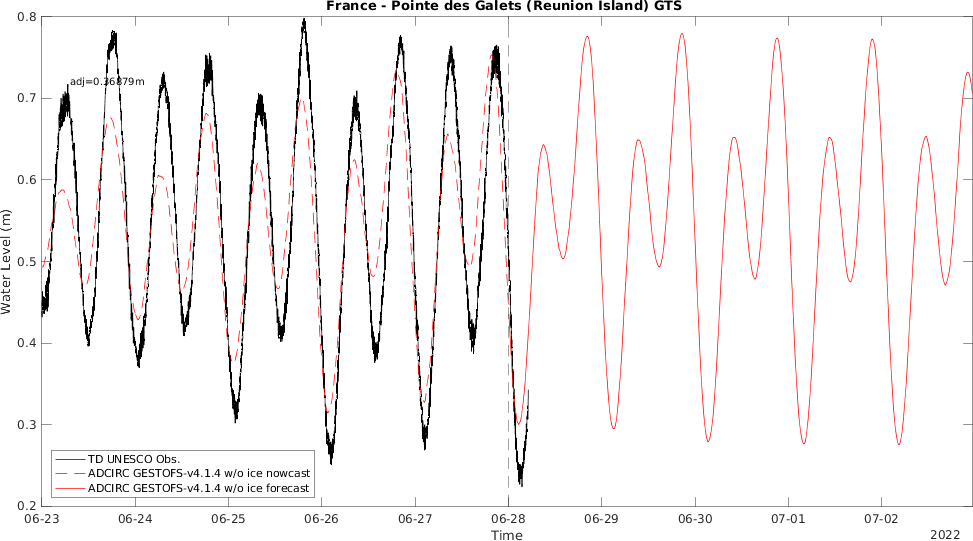 France - Pointe des Galets (Reunion Island) GTS
0.8
adj=0.36879m
0.7
0.6
0.5
0.4
0.3
0.2
Water Level (m)
TD UNESCO Obs.
ADCIRC GESTOFS-v4.1.4 w/o ice nowcast
ADCIRC GESTOFS-v4.1.4 w/o ice forecast
06-23 06-24 06-25 06-26 06-27 06-28 06-29 06-30 07-01 07-02
Time
2022